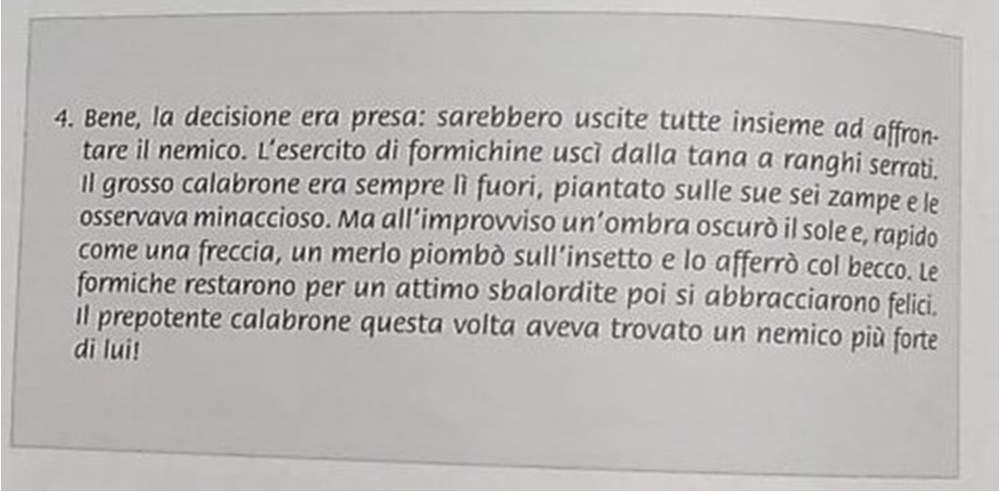 4. Bene, la decisione era presa: sarebbero uscite tutte insieme ad affron-
tare il nemico. L'esercito di formichine uscì dalla tana a ranghi serrati.
Il grosso calabrone era sempre lì fuori, piantato sulle sue sei zampe e le
osservava minaccioso. Ma all'improvviso un'ombra oscurò il sole e, rapido
come una freccia, un merlo piombò sull'insetto e lo afferrò col becco. Le
formiche restarono per un attimo sbalordite poi si abbracciarono felici.
Il prepotente calabrone questa volta aveva trovato un nemico più forte
di lui!